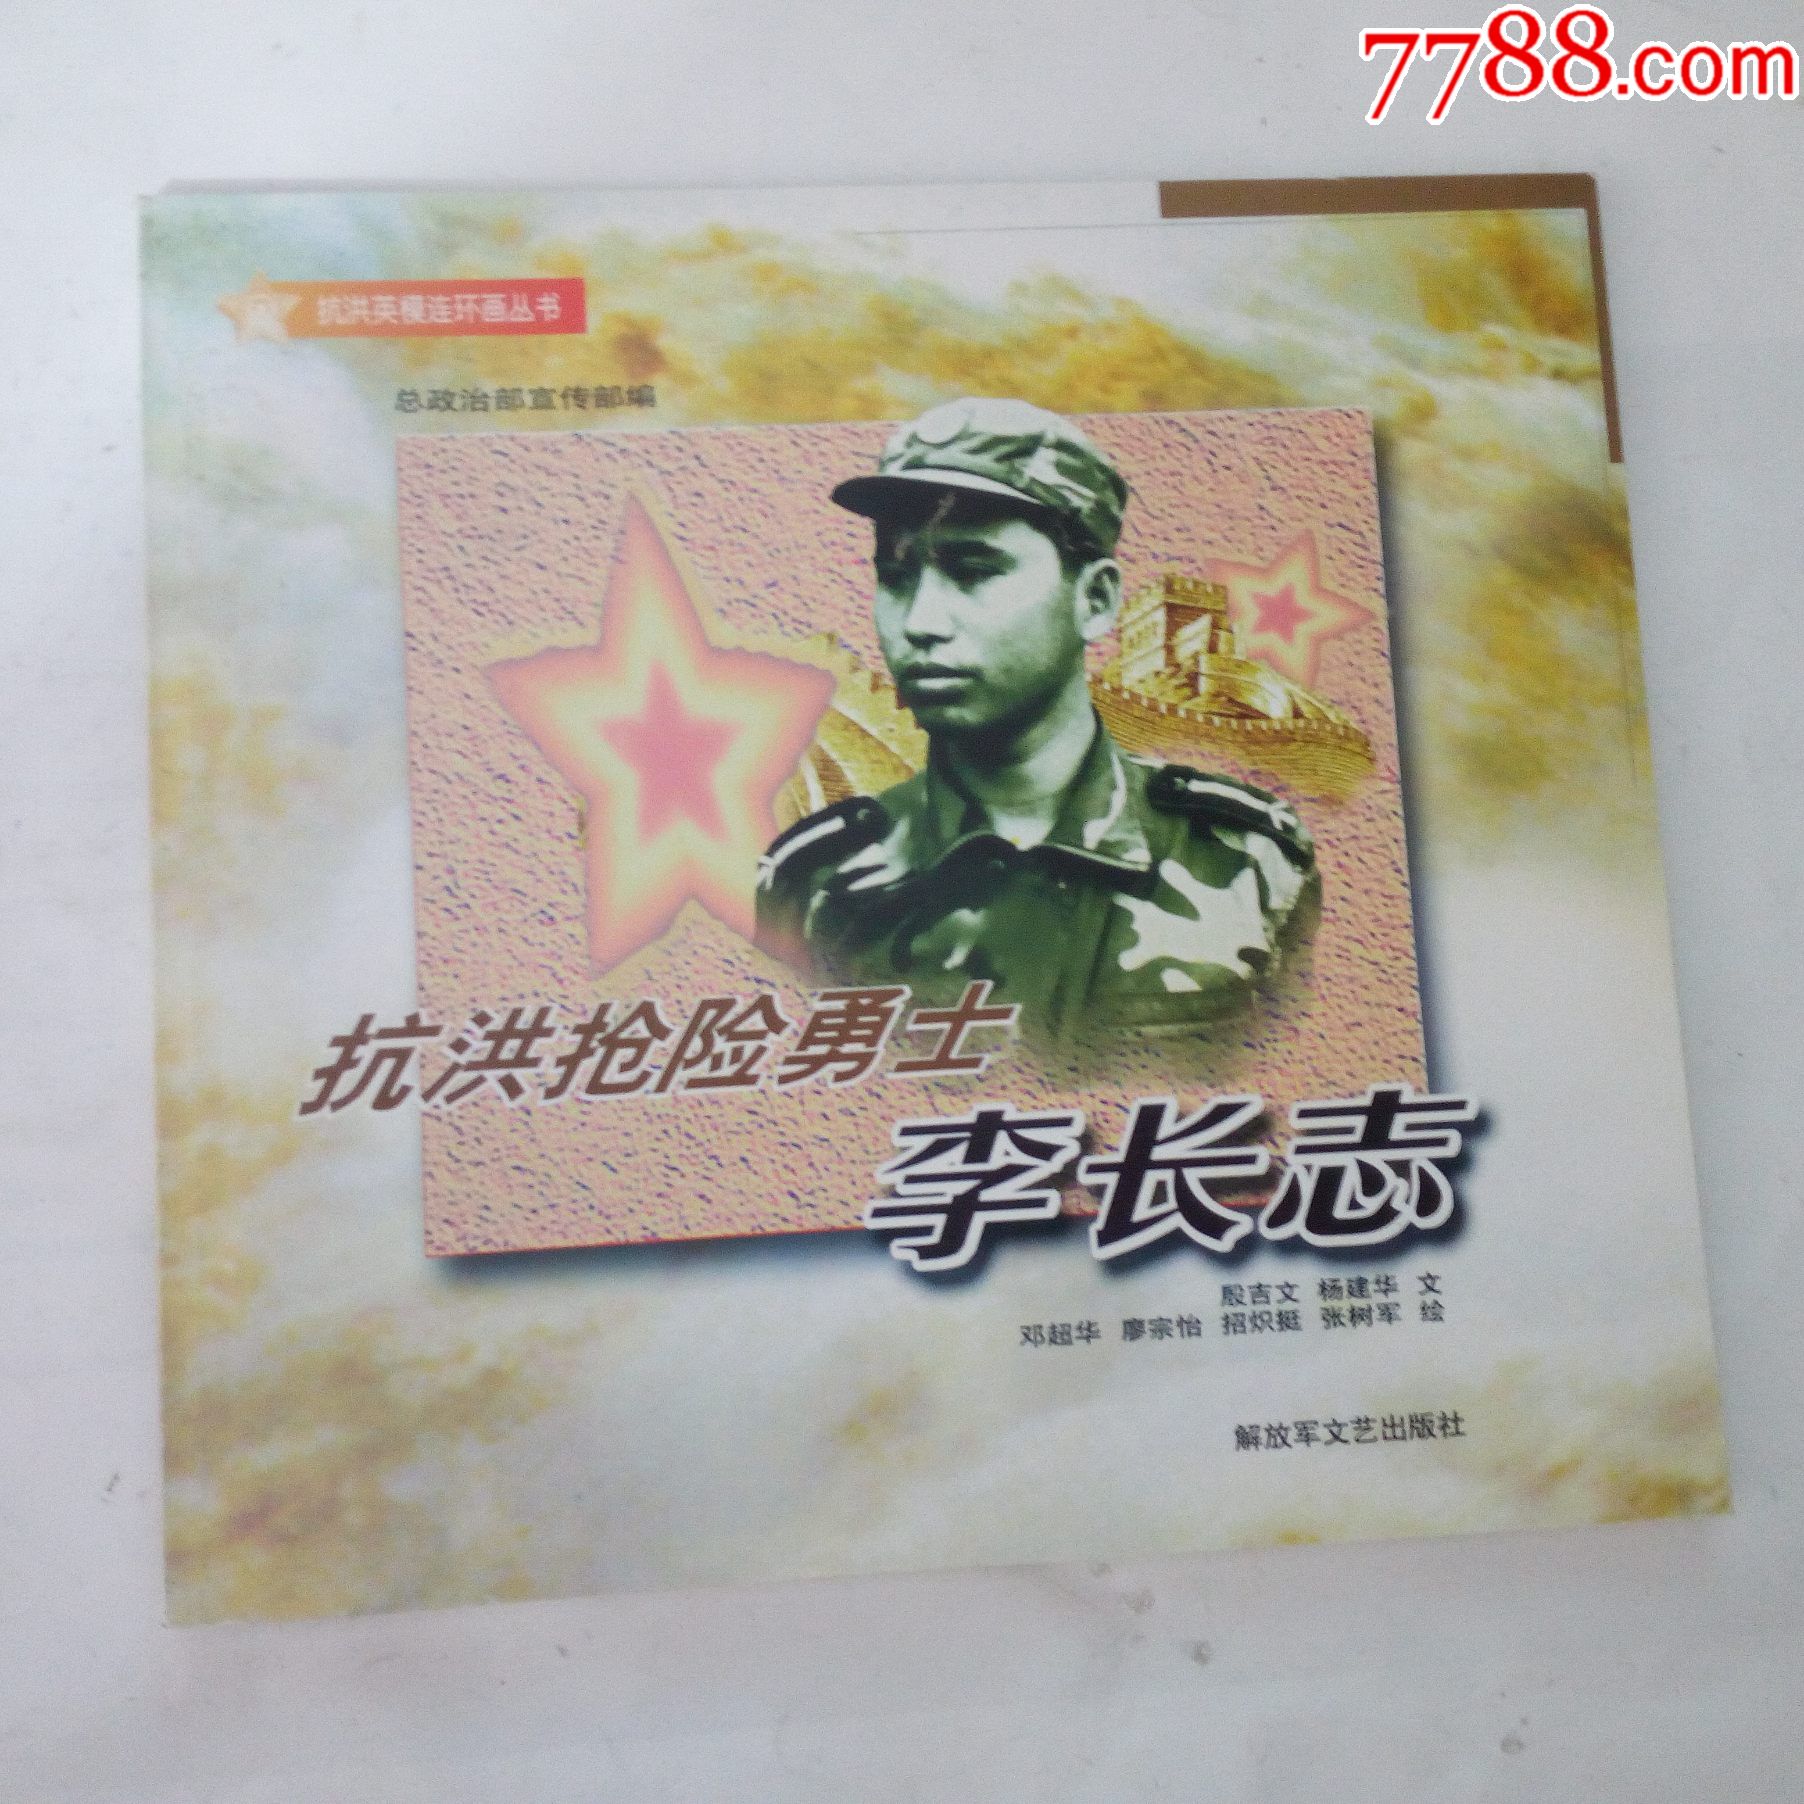 7788.com
抗洪英模连环画丛书
总政治部宣传部编
抗洪抢险勇士
李长志
殷吉文 杨建华 文
邓超华 廖宗怡 招炽挺 张树军 绘
解放军文艺出版社